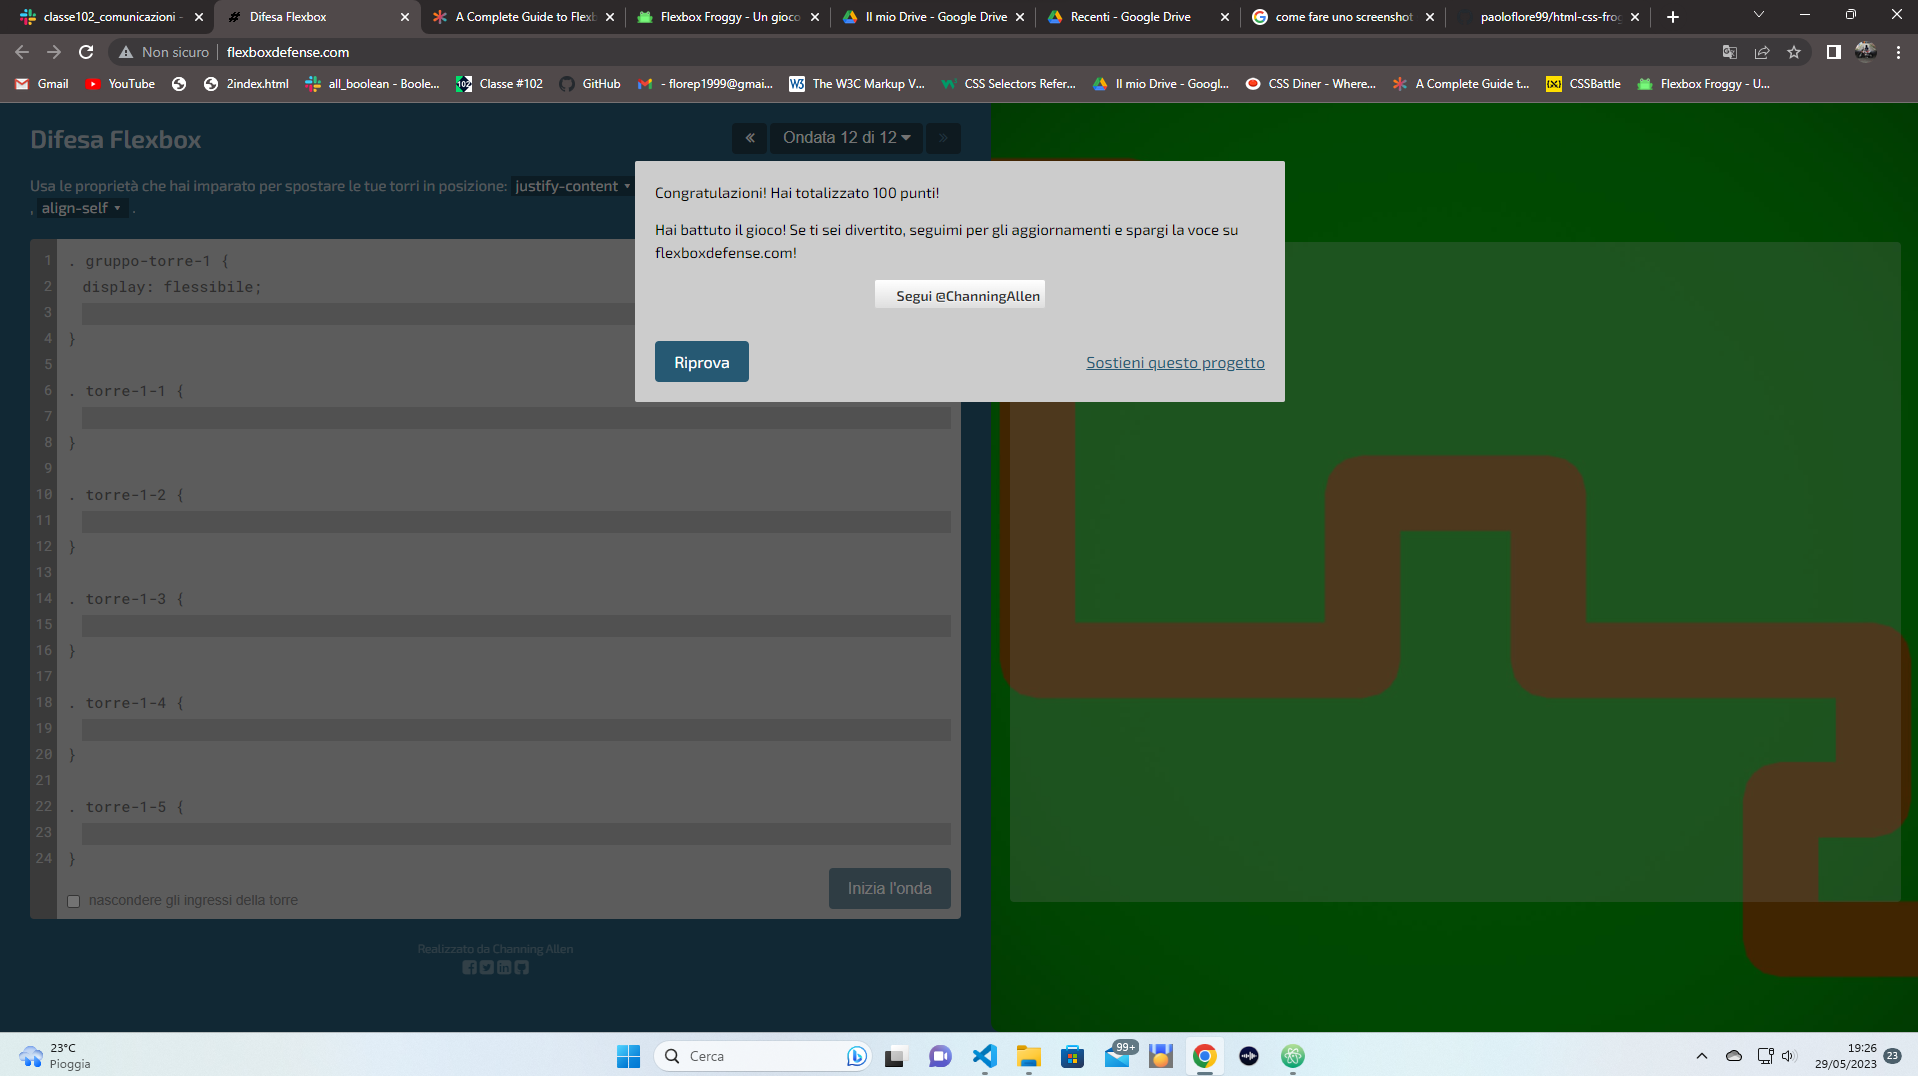 classe102_comunicazioni -
Difesa Flexbox
A Complete Guide to Flexb
Flexbox Froggy - Un gioco
Il mio Drive - Google Drive
Recenti - Google Drive
come fare uno screenshot
paoloflore99/html-css-frog
Non sicuro
flexboxdefense.com
Gmail
YouTube
2index.html
all_boolean - Boole...
Classe #102
GitHub
- florep1999@gmai...
The W3C Markup V...
CSS Selectors Refer...
Il mio Drive - Googl...
CSS Diner - Where...
A Complete Guide t...
CSSBattle
Flexbox Froggy - U...
Difesa Flexbox
« Ondata 12 di 12 »
Usa le proprietà che hai imparato per spostare le tue torri in posizione: justify-content
, align-self .
Congratulazioni! Hai totalizzato 100 punti!
Hai battuto il gioco! Se ti sei divertito, seguimi per gli aggiornamenti e spargi la voce su
flexboxdefense.com!
Segui @ChanningAllen
Riprova
Sostieni questo progetto
1 . gruppo-torre-1 {
2 display: flessibile;
3
4 }
5
6 . torre-1-1 {
7
8 }
9
10 . torre-1-2 {
11
12 }
13
14 . torre-1-3 {
15
16 }
17
18 . torre-1-4 {
19
20 }
21
22 . torre-1-5 {
23
24 }
nascondere gli ingressi della torre
Inizia l'onda
Realizzato da Channing Allen
23°C
Pioggia
Cerca
99+
19:26
29/05/2023
23